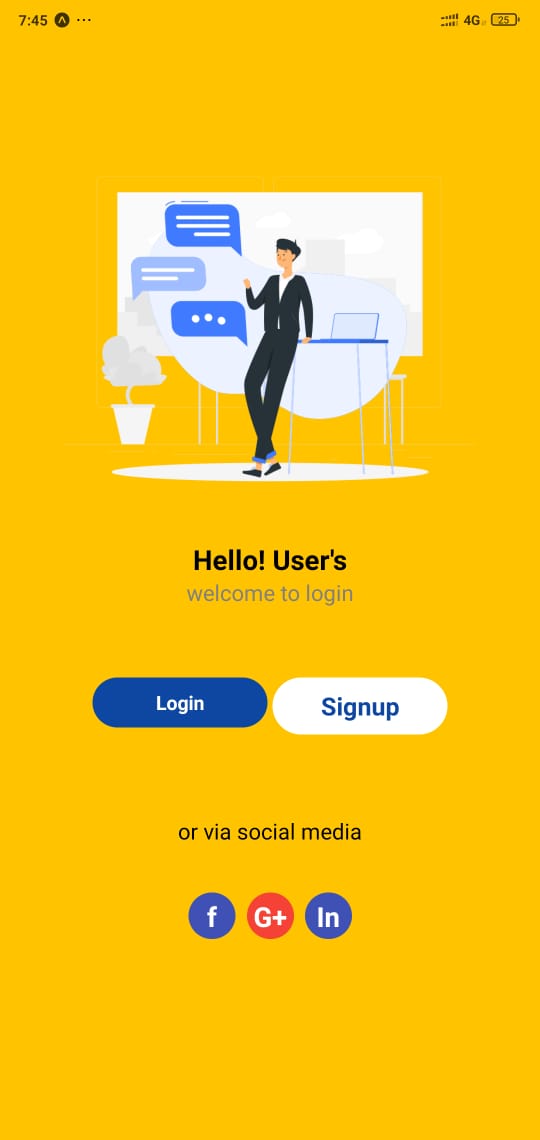 7:45 ... 4G 25
Hello! User's
welcome to login
Login Signup
or via social media
f G+ In